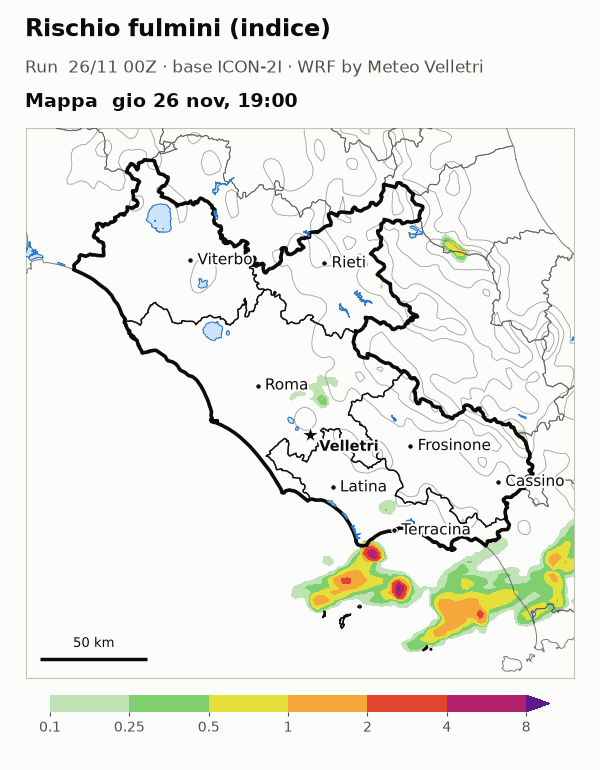 Rischio fulmini (indice)
Run  26/11 00Z · base ICON-2I · WRF by Meteo Velletri
Mappa  gio 26 nov, 19:00
Viterbo
Rieti
Roma
Velletri
Frosinone
Latina
Cassino
Terracina
50 km
0.1 0.25 0.5 1 2 4 8